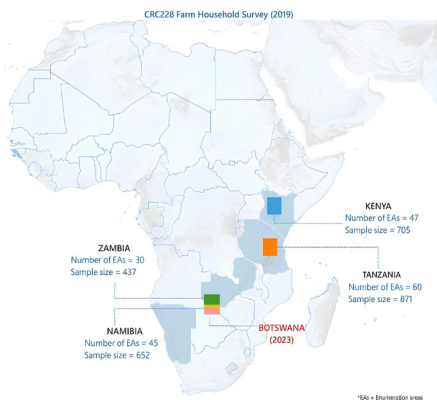 CRC228 Farm Household Survey (2019)
KENYA
Number of EAs = 47
Sample size = 705
ZAMBIA
Number of EAs = 30
Sample size = 437
TANZANIA
Number of EAs = 60
Sample size = 871
NAMIBIA
Number of EAs = 45
Sample size = 652
BOTSWANA
(2023)
*EAs = Enumeration areas